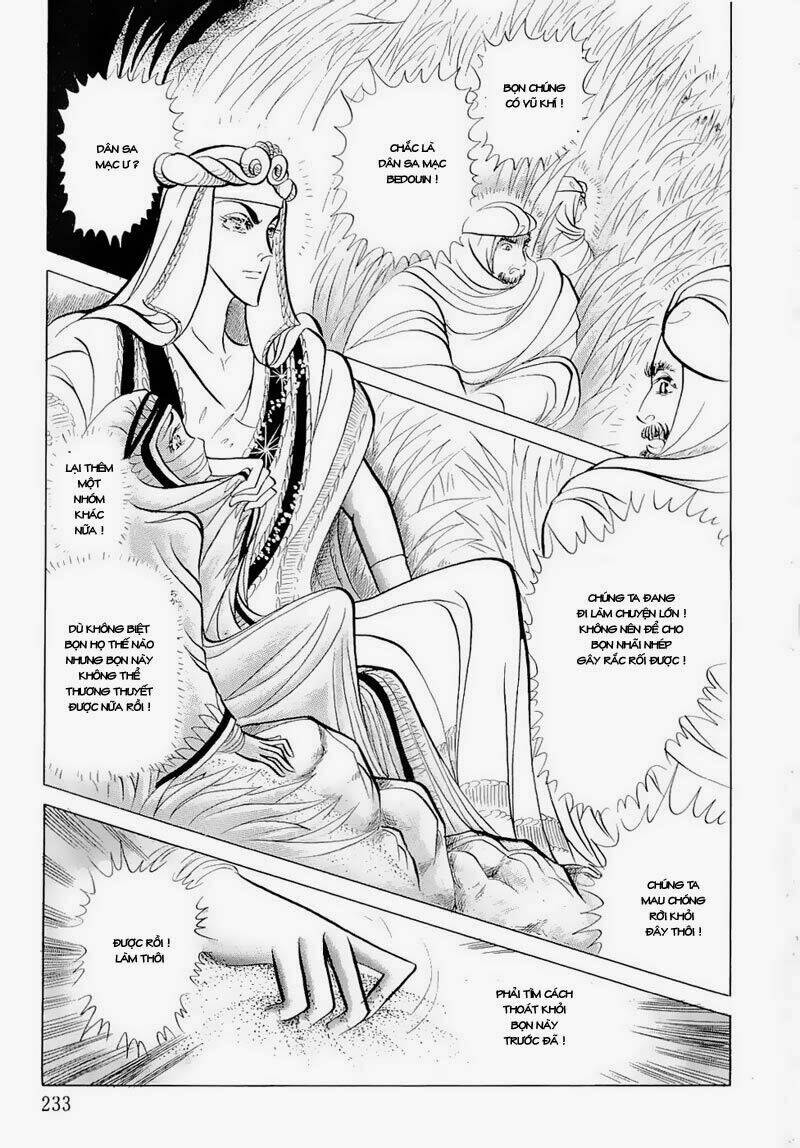 BỌN CHÚNG
CÓ VŨ KHÍ !
CHẮC LÀ
DÂN SA MẠC
BEDOUIN !
DÂN SA
MẠC Ư ?
LẠI THÊM
MỘT
NHÓM
KHÁC
NỮA !
CHÚNG TA ĐANG
ĐI LÀM CHUYỆN LỚN !
KHÔNG NÊN ĐỂ CHO
BỌN NHÃI NHÉP
GÂY RẮC RỐI ĐƯỢC !
DÙ KHÔNG BIỆT
BỌN HỌ THẾ NÀO
NHƯNG BỌN NÀY
KHÔNG THỂ
THƯƠNG THUYẾT
ĐƯỢC NỮA RỒI !
CHÚNG TA
MAU CHÓNG
RỜI KHỎI
ĐÂY THÔI !
ĐƯỢC RỒI !
LÀM THÔI
PHẢI TÌM CÁCH
THOÁT KHỎI
BỌN NÀY
TRƯỚC ĐÃ !
233